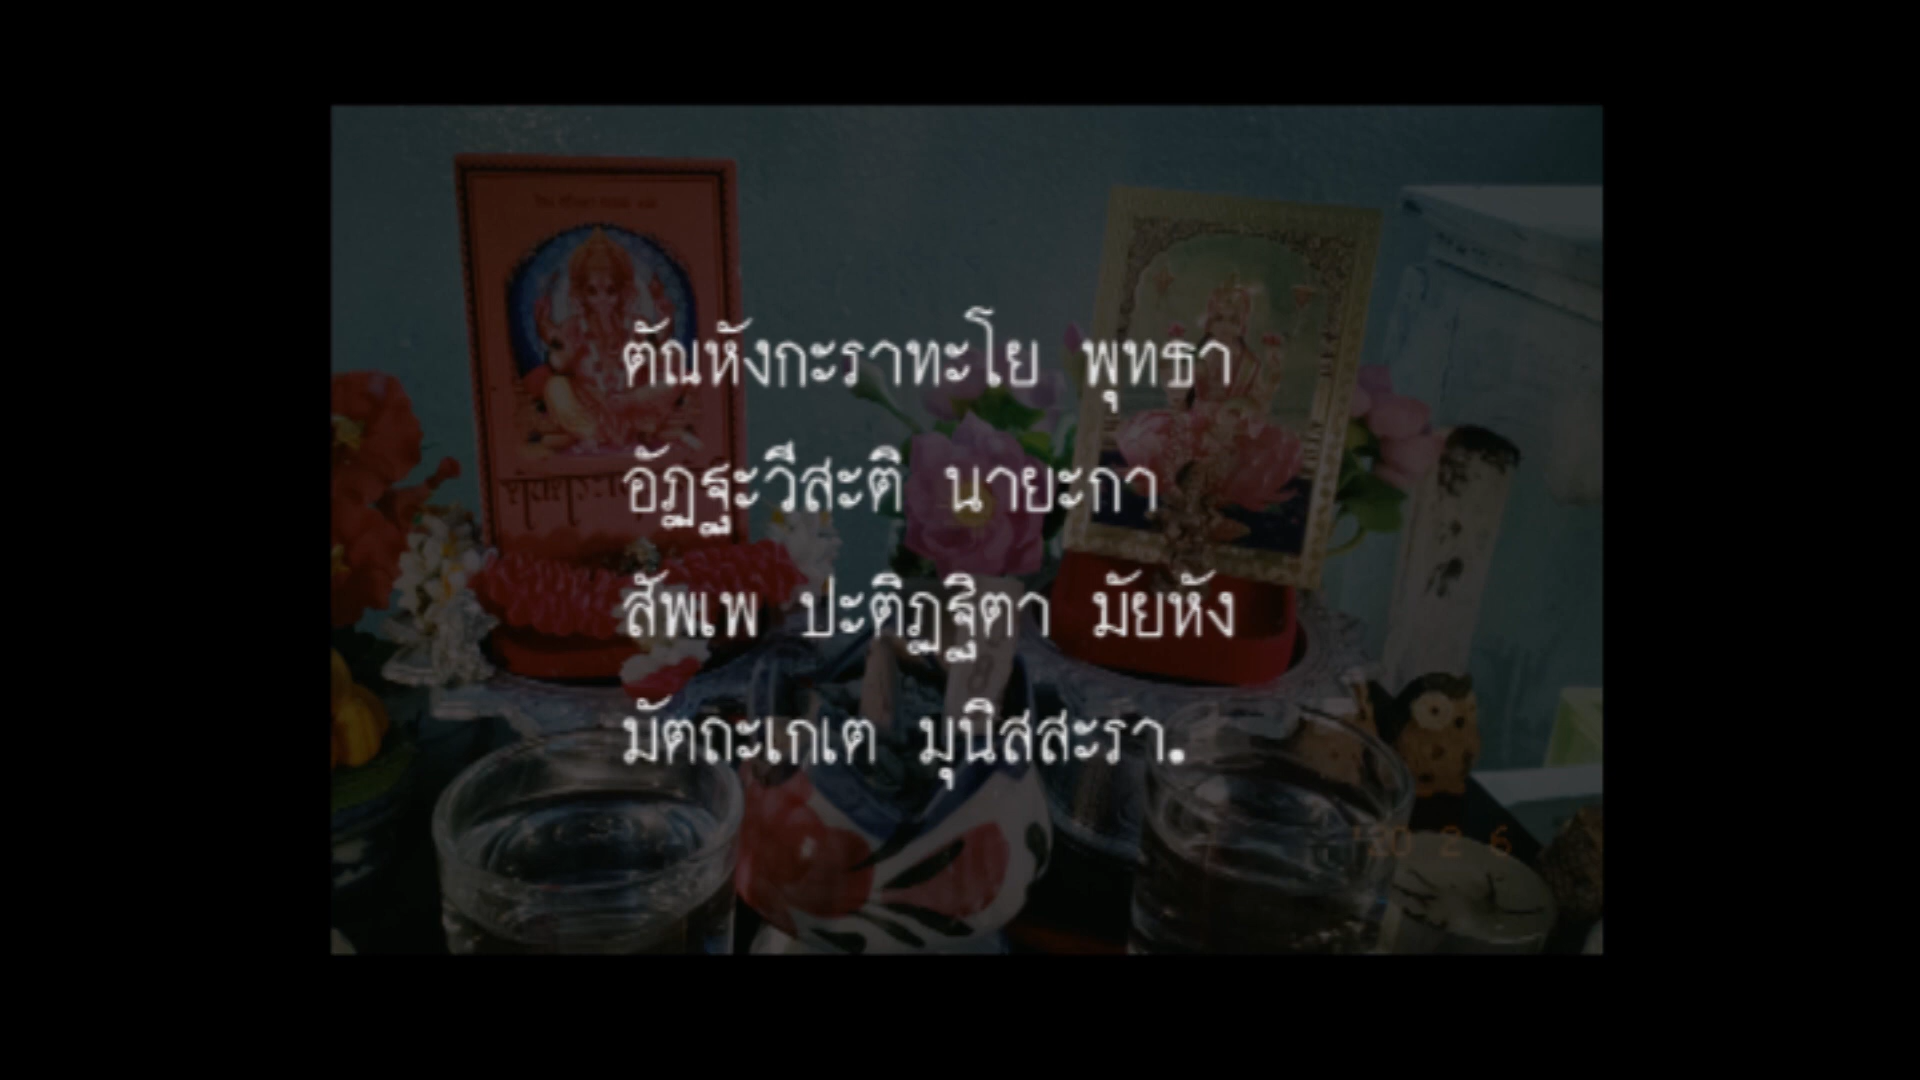 ตัณหังกะราทะโย พุทธา
อัฏฐะวีสะติ นายะกา
สัพเพ ปะติฏฐิตา มัยหัง
มัตถะเกเต มุนิสสะรา.